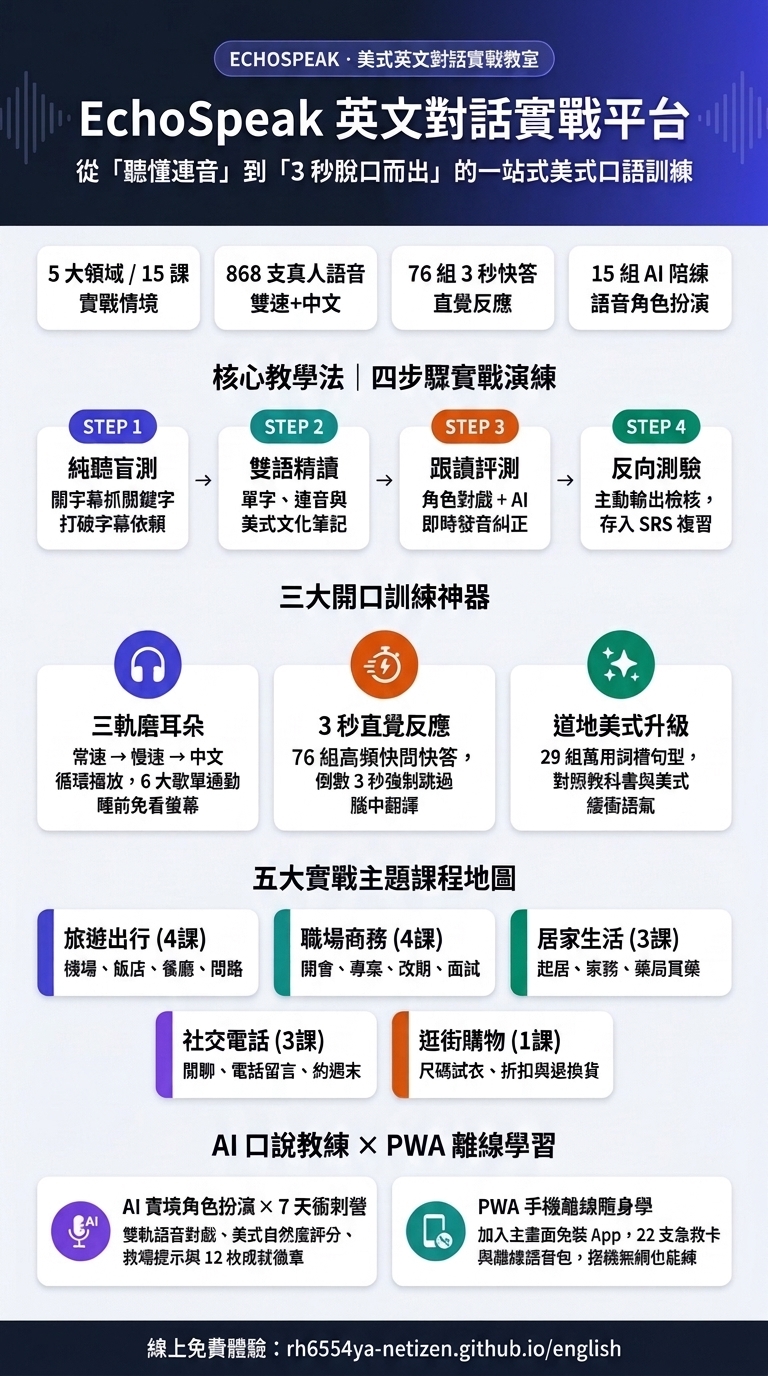 ECHOSPEAK · 美式英文對話實戰教室
EchoSpeak 英文對話實戰平台
從「聽懂連音」到「3 秒脫口而出」的一站式美式口語訓練
5 大領域 / 15 課
實戰情境
868 支真人語音
雙速+中文
76 組 3 秒快答
直覺反應
15 組 AI 陪練
語音角色扮演
核心教學法｜四步驟實戰演練
STEP 1
純聽盲測
關字幕抓關鍵字
打破字幕依賴
→
STEP 2
雙語精讀
單字、連音與
美式文化筆記
→
STEP 3
跟讀評測
角色對戲 + AI
即時發音糾正
→
STEP 4
反向測驗
主動輸出檢核，
存入 SRS 複習
三大開口訓練神器
三軌磨耳朵
常速 → 慢速 → 中文
循環播放，6 大歌單通勤
睡前免看螢幕
3 秒直覺反應
76 組高頻快問快答，
倒數 3 秒強制跳過
腦中翻譯
道地美式升級
29 組萬用詞槽句型，
對照教科書與美式
緩衝語氣
五大實戰主題課程地圖
旅遊出行 (4課)
機場、飯店、餐廳、問路
職場商務 (4課)
開會、專案、改期、面試
居家生活 (3課)
起居、家務、藥局買藥
社交電話 (3課)
閒聊、電話留言、約週末
逛街購物 (1課)
尺碼試衣、折扣與退換貨
AI 口說教練 × PWA 離線學習
AI
AI 實境角色扮演 × 7 天衝刺營
雙軌語音對戲、美式自然度評分、
救場提示與 12 枚成就徽章
PWA 手機離線隨身學
加入主畫面免裝 App，22 支急救卡
與離線語音包，搭機無網也能練
線上免費體驗：rh6554ya-netizen.github.io/english